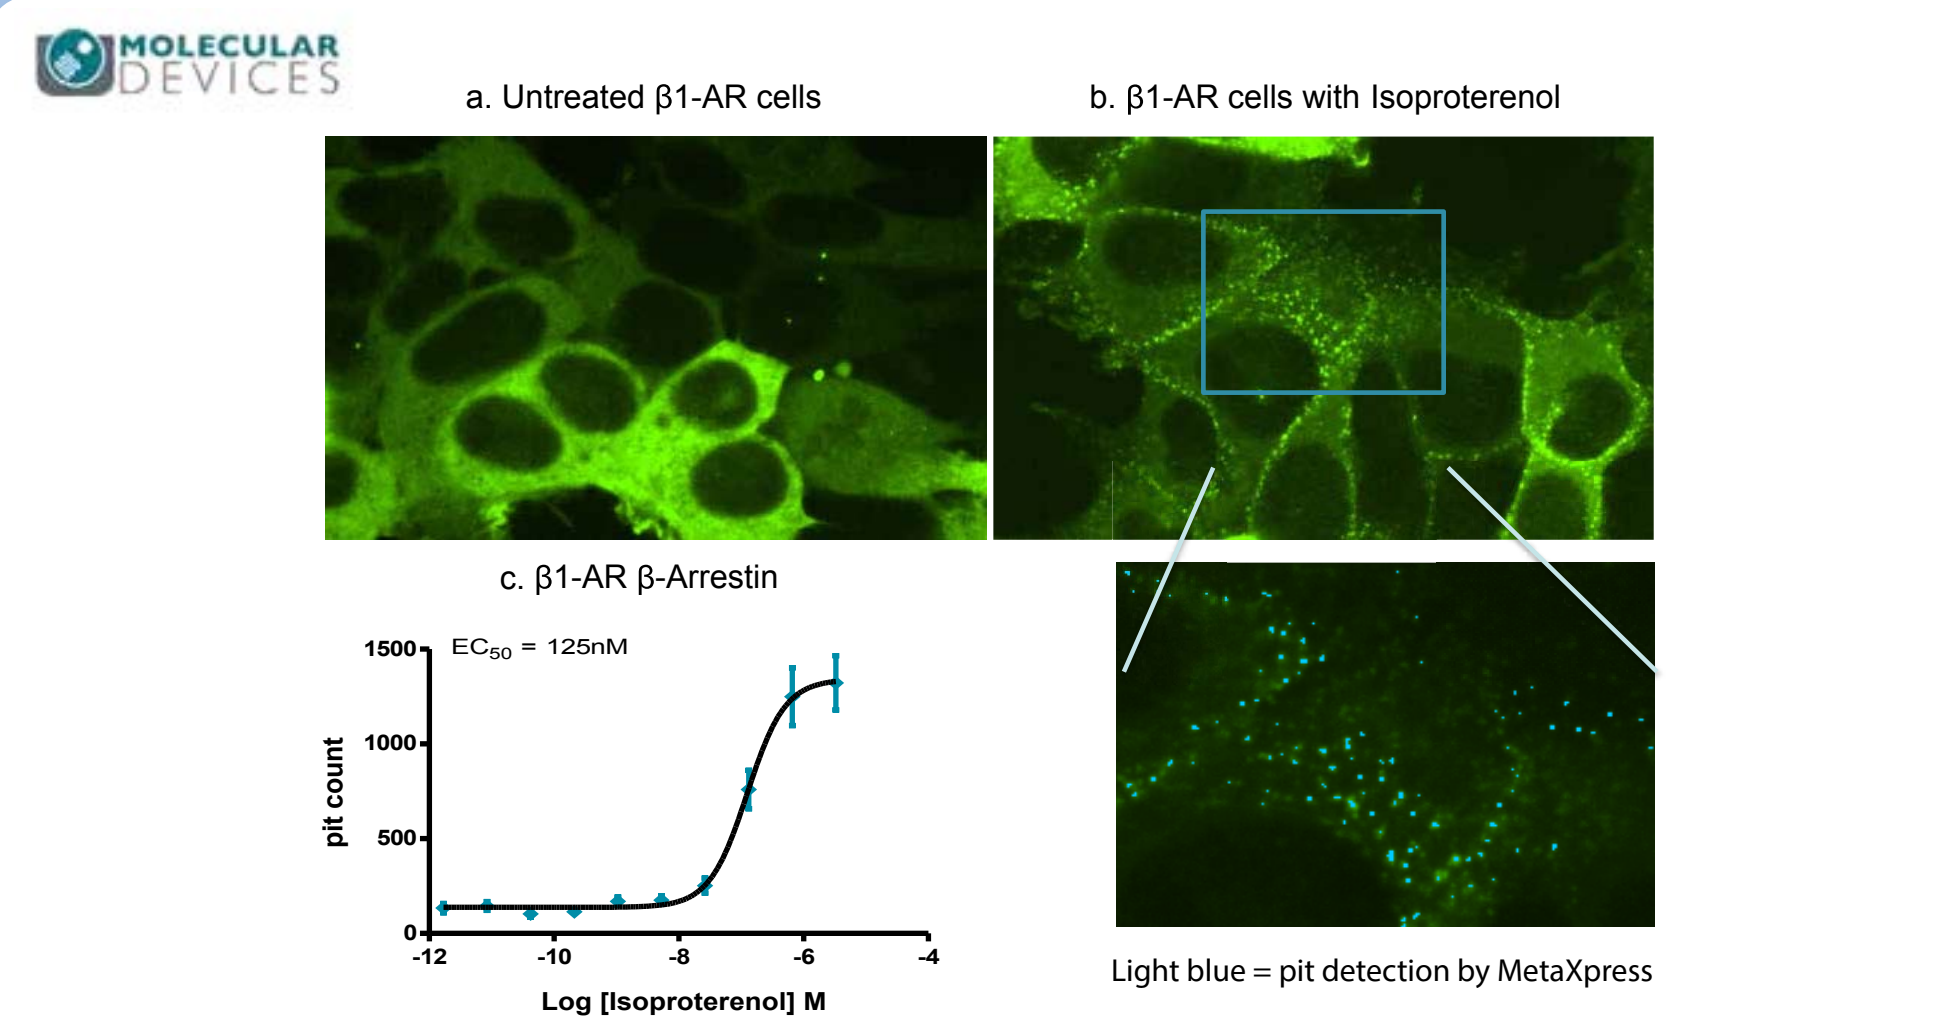 MOLECULAR
DEVICES
a. Untreated β1-AR cells
b. β1-AR cells with Isoproterenol
c. β1-AR β-Arrestin
EC50 = 125nM
1500
1000
500
0
pit count
-12 -10 -8 -6 -4
Log [Isoproterenol] M
Light blue = pit detection by MetaXpress